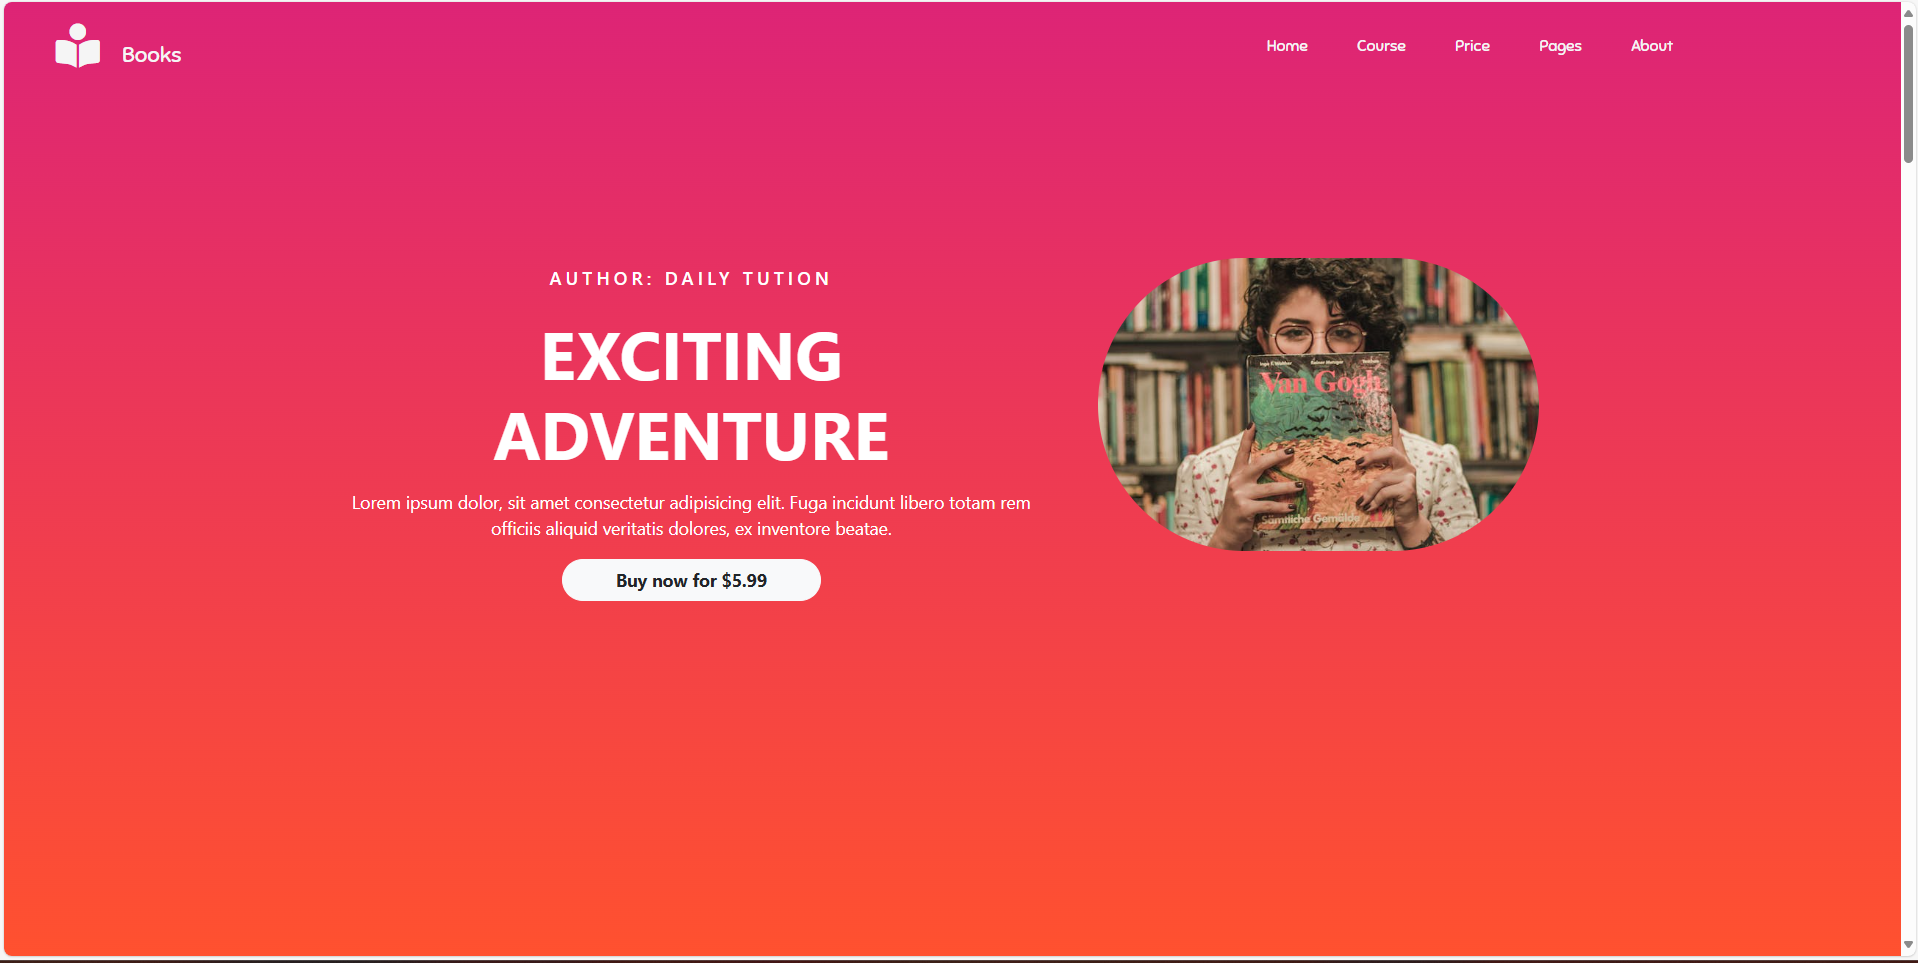 Books
Home Course Price Pages About
AUTHOR: DAILY TUTION
EXCITING
ADVENTURE
Lorem ipsum dolor, sit amet consectetur adipisicing elit. Fuga incidunt libero totam rem
officiis aliquid veritatis dolores, ex inventore beatae.
Buy now for $5.99
Van Gogh
Sämtliche Gemälde